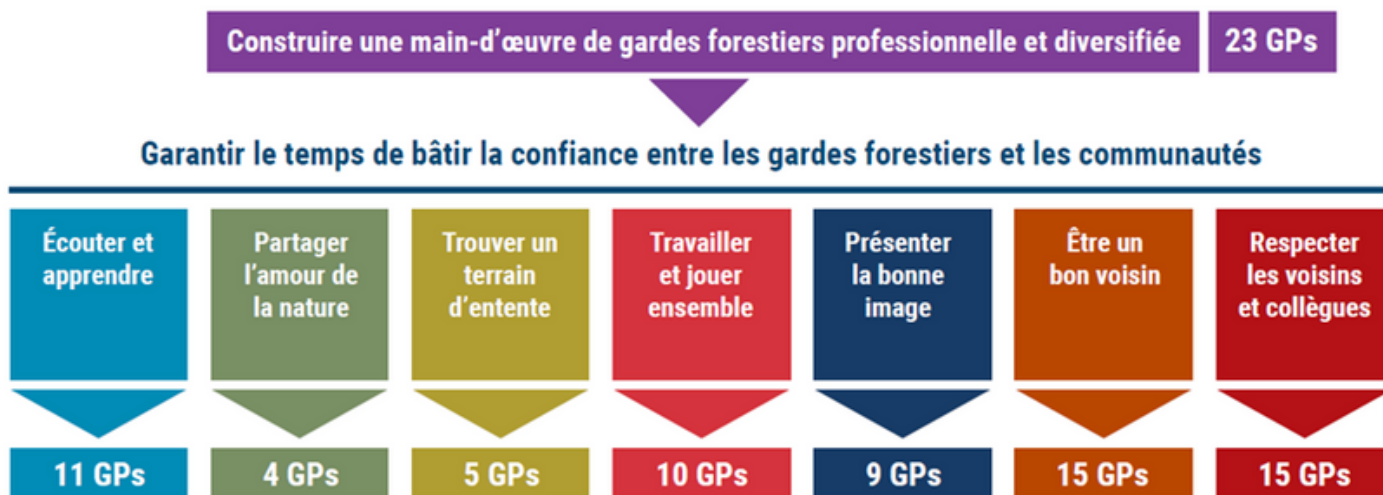 Construire une main-d'œuvre de gardes forestiers professionnelle et diversifiée
23 GPs
Garantir le temps de bâtir la confiance entre les gardes forestiers et les communautés
Écouter et
apprendre
Partager
l'amour de
la nature
Trouver un
terrain
d'entente
Travailler
et jouer
ensemble
Présenter
la bonne
image
Être un
bon voisin
Respecter
les voisins
et collègues
11 GPs
4 GPs
5 GPs
10 GPs
9 GPs
15 GPs
15 GPs